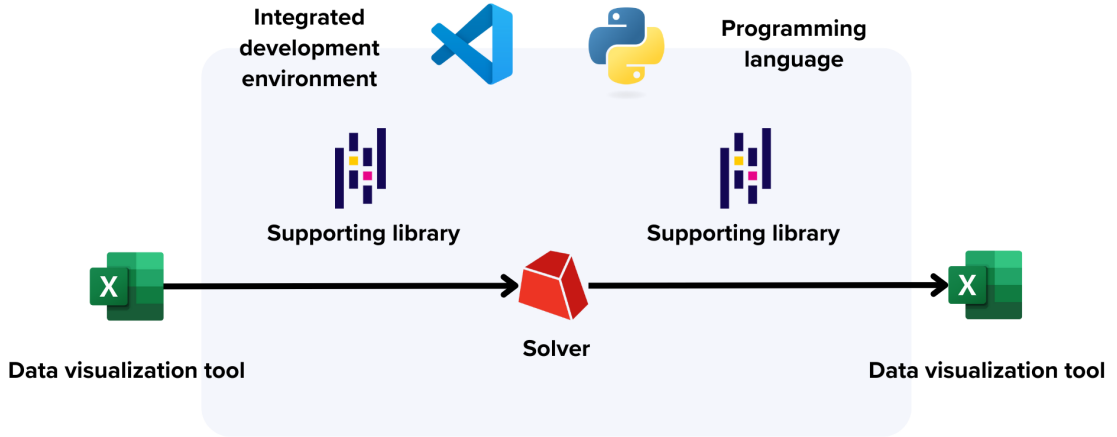 Integrated
development
environment
Programming
language
Supporting library
Supporting library
X
X
Solver
Data visualization tool
Data visualization tool